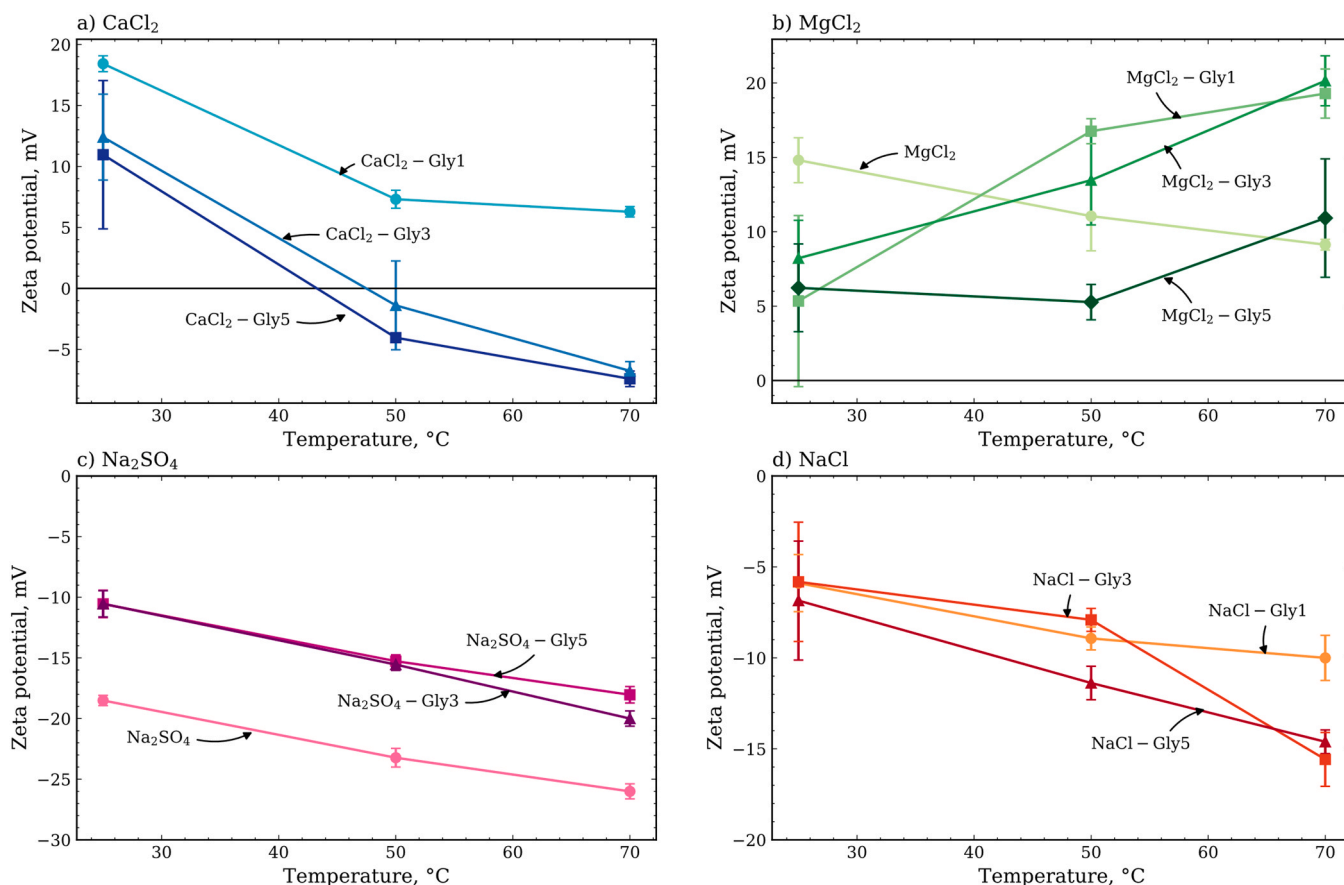 a) CaCl₂
20
15
10
5
0
−5
Zeta potential, mV
CaCl₂ − Gly1
CaCl₂ − Gly3
CaCl₂ − Gly5
30 40 50 60 70
Temperature, °C
b) MgCl₂
20
15
10
5
0
Zeta potential, mV
MgCl₂ − Gly1
MgCl₂
MgCl₂ − Gly3
MgCl₂ − Gly5
30 40 50 60 70
Temperature, °C
c) Na₂SO₄
0
−5
−10
−15
−20
−25
−30
Zeta potential, mV
Na₂SO₄ − Gly5
Na₂SO₄ − Gly3
Na₂SO₄
30 40 50 60 70
Temperature, °C
d) NaCl
0
−5
−10
−15
−20
Zeta potential, mV
NaCl − Gly3
NaCl − Gly1
NaCl − Gly5
30 40 50 60 70
Temperature, °C